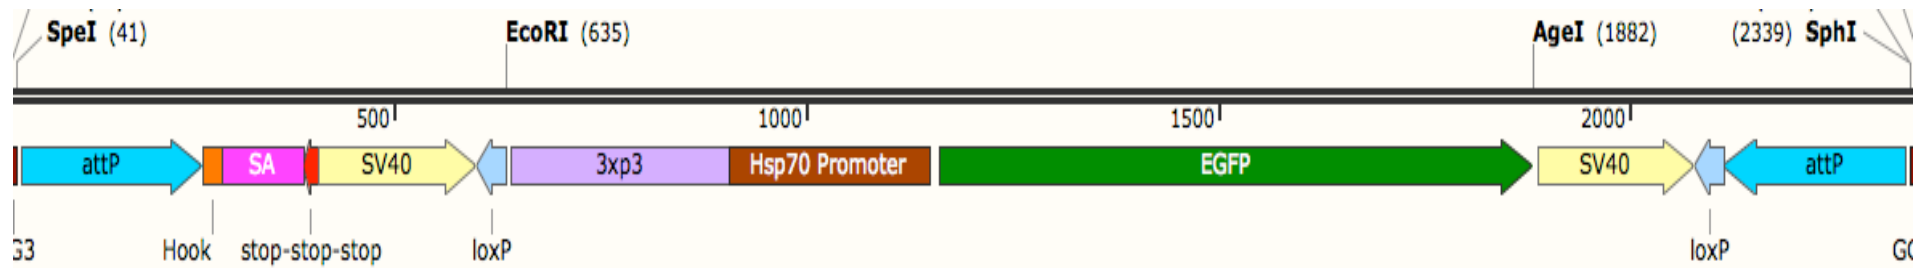 SpeI (41) EcoRI (635) AgeI (1882) (2339) SphI
500 1000 1500 2000
attP SA SV40 3xp3 Hsp70 Promoter EGFP SV40 attP
Hook stop-stop-stop loxP loxP